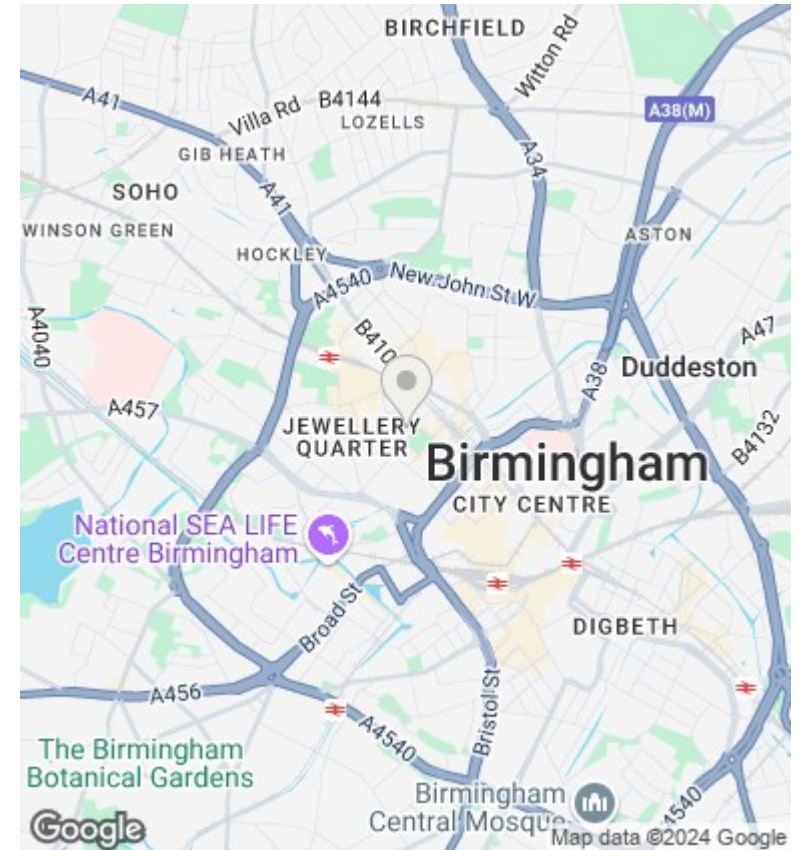 BIRCHFIELD
Witton Rd
A41
Villa Rd
B4144
LOZELLS
A38(M)
GIB HEATH
A34
SOHO
A41
WINSON GREEN
ASTON
HOCKLEY
New John St W
A4540
A4040
B410
A47
A38
Duddeston
A457
JEWELLERY
QUARTER
B4132
Birmingham
CITY CENTRE
National SEA LIFE
Centre Birmingham
Broad St
DIGBETH
A456
Bristol St
A4540
The Birmingham
Botanical Gardens
Birmingham
Central Mosque
A4540
Google
Map data ©2024 Google